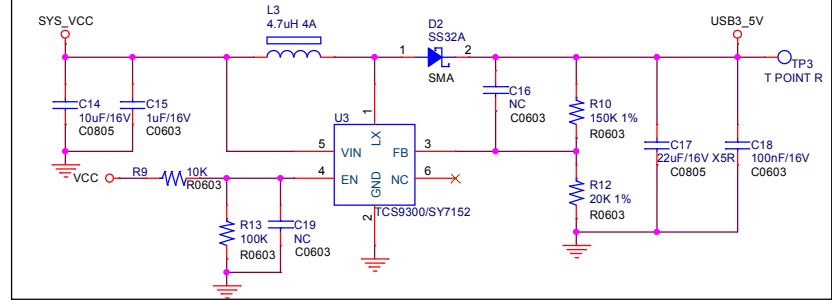 SYS_VCC
L3
4.7uH 4A
D2
SS32A
1
2
SMA
USB3_5V
TP3
T POINT R
C14
10uF/16V
C0805
C15
1uF/16V
C0603
C16
NC
C0603
R10
150K 1%
R0603
U3
1
LX
5
VIN
FB
3
4
EN
NC
6
GND
2
TCS9300/SY7152
C17
22uF/16V X5R
C0805
C18
100nF/16V
C0603
VCC
R9
10K
R0603
R12
20K 1%
R0603
R13
100K
R0603
C19
NC
C0603